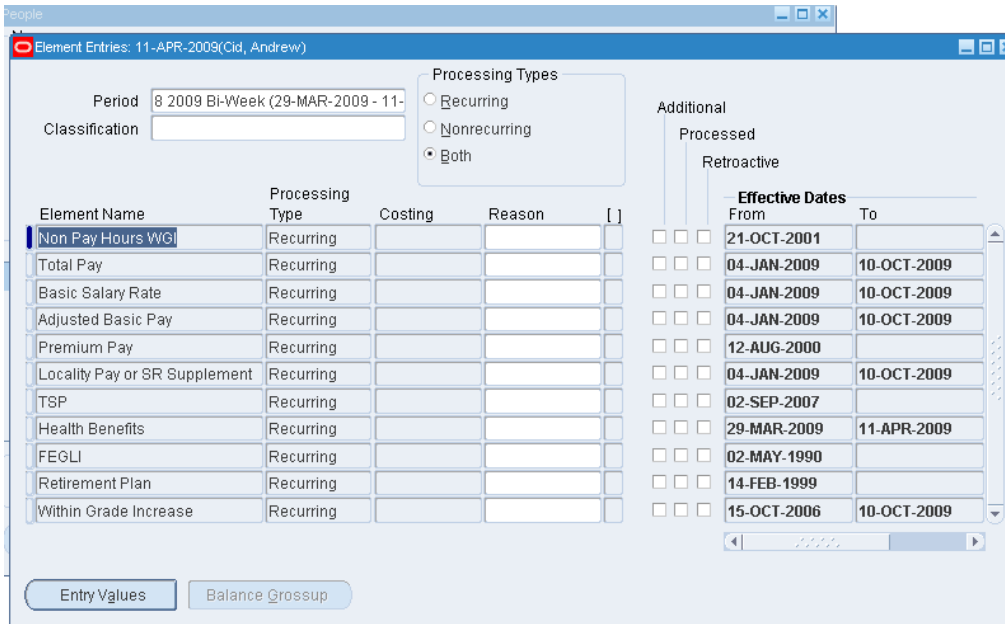 People
Element Entries: 11-APR-2009(Cid, Andrew)
Processing Types
Period 8 2009 Bi-Week (29-MAR-2009 - 11-
Recurring
Additional
Classification
Nonrecurring
Processed
Both
Retroactive
Effective Dates
Element Name Processing Type Costing Reason [ ] From To
Non Pay Hours WGI Recurring 21-OCT-2001
Total Pay Recurring 04-JAN-2009 10-OCT-2009
Basic Salary Rate Recurring 04-JAN-2009 10-OCT-2009
Adjusted Basic Pay Recurring 04-JAN-2009 10-OCT-2009
Premium Pay Recurring 12-AUG-2000
Locality Pay or SR Supplement Recurring 04-JAN-2009 10-OCT-2009
TSP Recurring 02-SEP-2007
Health Benefits Recurring 29-MAR-2009 11-APR-2009
FEGLI Recurring 02-MAY-1990
Retirement Plan Recurring 14-FEB-1999
Within Grade Increase Recurring 15-OCT-2006 10-OCT-2009
Entry Values Balance Grossup